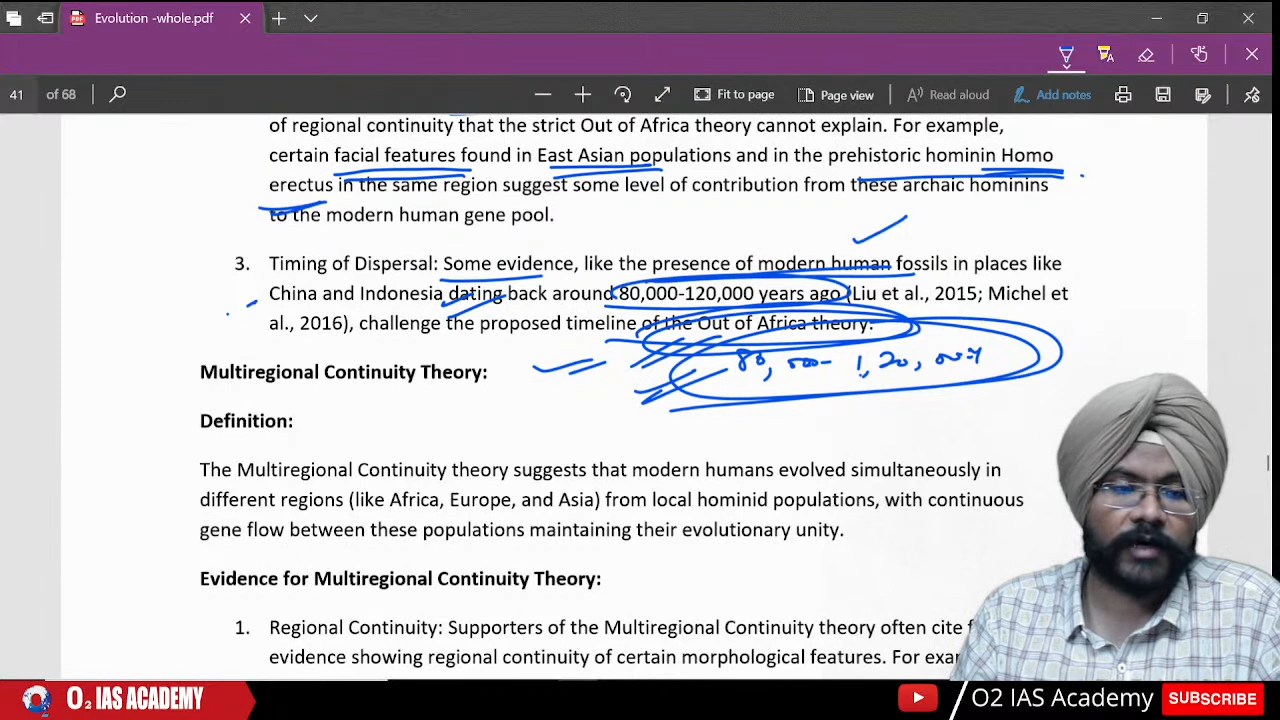 Evolution -whole.pdf
41 of 68
Fit to page
Page view
Read aloud
Add notes
of regional continuity that the strict Out of Africa theory cannot explain. For example,
certain facial features found in East Asian populations and in the prehistoric hominin Homo
erectus in the same region suggest some level of contribution from these archaic hominins
to the modern human gene pool.
3. Timing of Dispersal: Some evidence, like the presence of modern human fossils in places like
China and Indonesia dating back around 80,000-120,000 years ago (Liu et al., 2015; Michel et
al., 2016), challenge the proposed timeline of the Out of Africa theory.
80,000- 1,20,000
Multiregional Continuity Theory:
Definition:
The Multiregional Continuity theory suggests that modern humans evolved simultaneously in
different regions (like Africa, Europe, and Asia) from local hominid populations, with continuous
gene flow between these populations maintaining their evolutionary unity.
Evidence for Multiregional Continuity Theory:
1. Regional Continuity: Supporters of the Multiregional Continuity theory often cite
evidence showing regional continuity of certain morphological features. For
O2 IAS ACADEMY
O2 IAS Academy
SUBSCRIBE